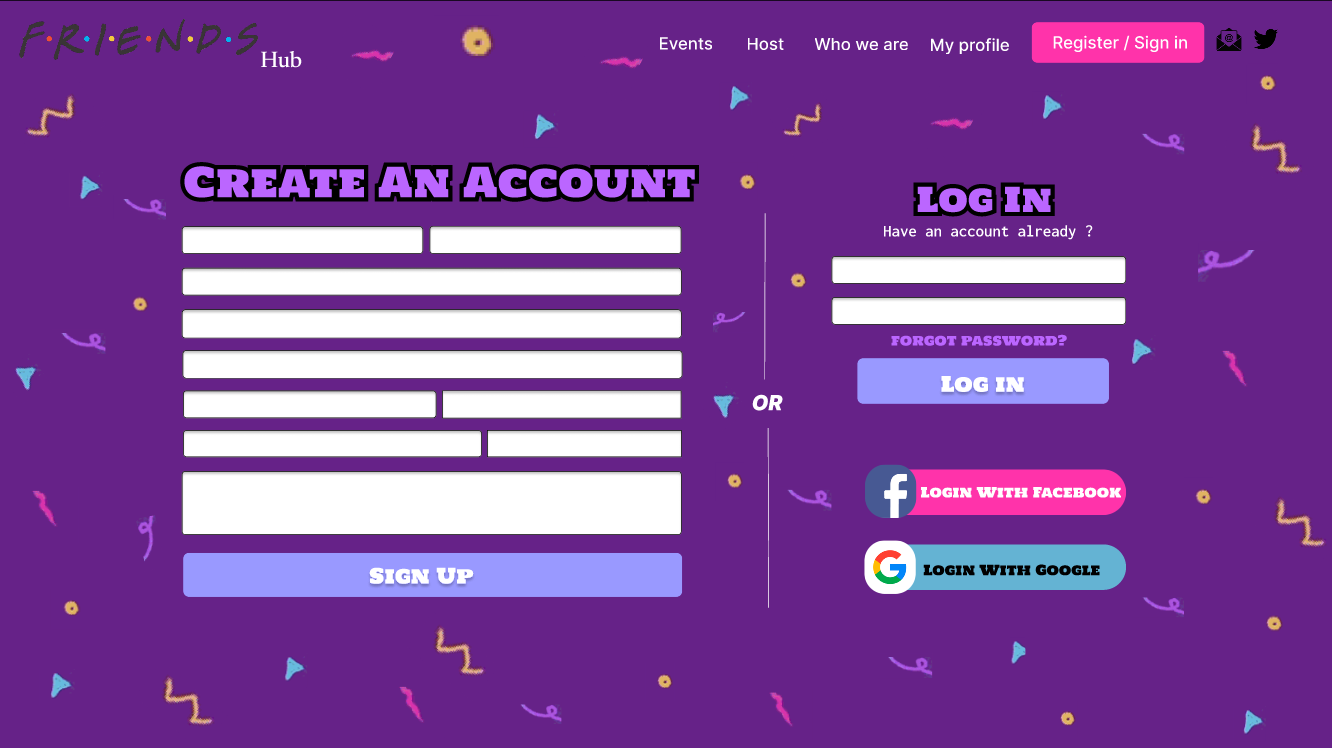 F·R·I·E·N·D·S
Hub
Events
Host
Who we are
My profile
Register / Sign in
Create An Account
Sign Up
OR
Log In
Have an account already ?
Forgot password?
Log in
Login With Facebook
Login With Google